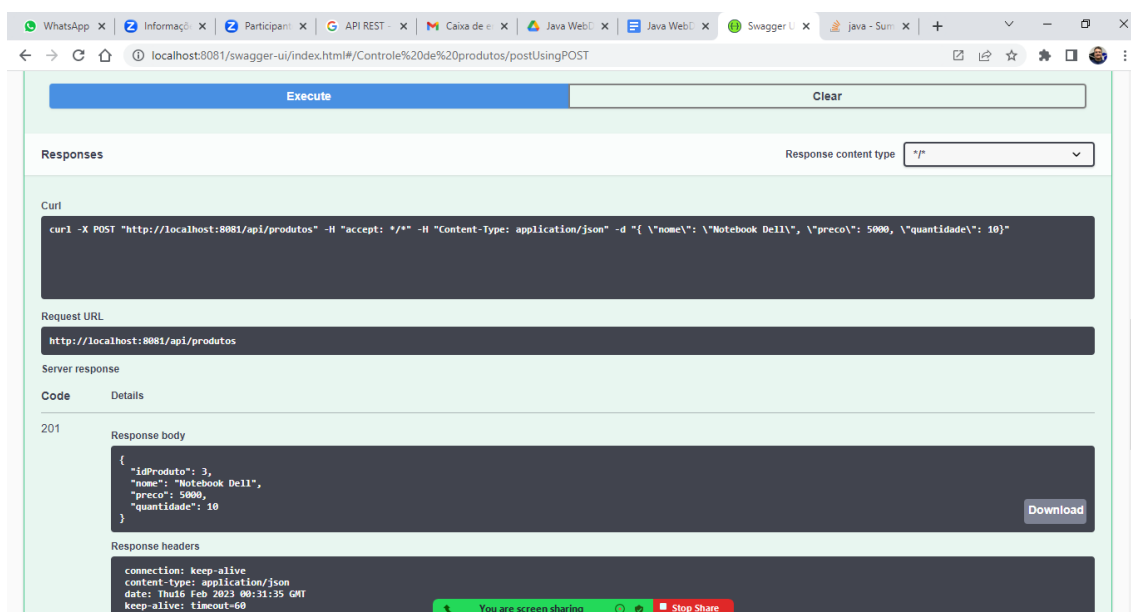 WhatsApp
Informaçõ
Participant
API REST -
Caixa de e
Java WebD
Java WebD
Swagger U
java - Sum
localhost:8081/swagger-ui/index.html#/Controle%20de%20produtos/postUsingPOST
Execute
Clear
Responses
Response content type
*/*
Curl
curl -X POST "http://localhost:8081/api/produtos" -H "accept: */*" -H "Content-Type: application/json" -d "{ \"nome\": \"Notebook Dell\", \"preco\": 5000, \"quantidade\": 10}"
Request URL
http://localhost:8081/api/produtos
Server response
Code
Details
201
Response body
{
"idProduto": 3,
"nome": "Notebook Dell",
"preco": 5000,
"quantidade": 10
}
Download
Response headers
connection: keep-alive
content-type: application/json
date: Thu16 Feb 2023 00:31:35 GMT
keep-alive: timeout=60
You are screen sharing
Stop Share